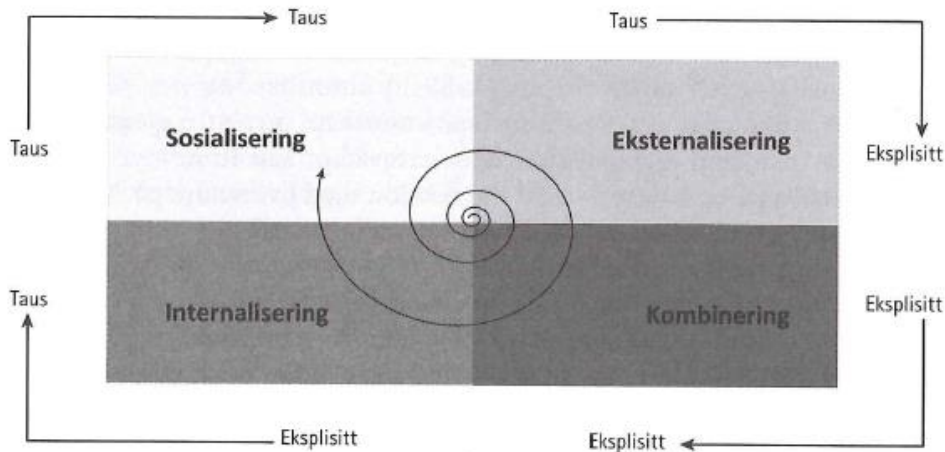 Taus
Taus
Sosialisering
Eksternalisering
Taus
Eksplisitt
Taus
Eksplisitt
Internalisering
Kombinering
Eksplisitt
Eksplisitt